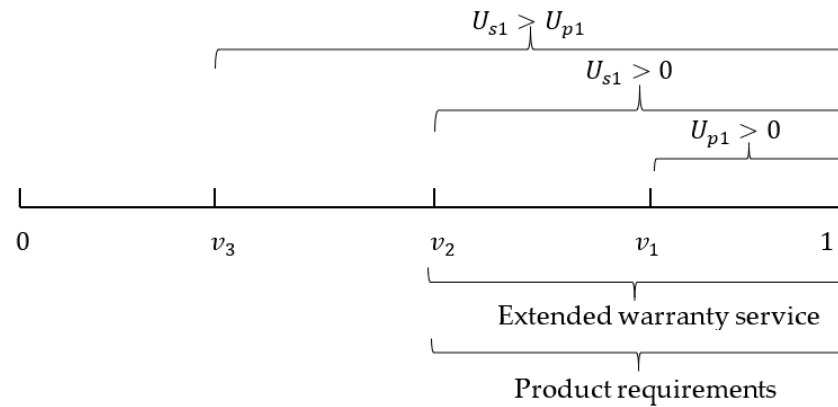 U_{s1} > U_{p1}
U_{s1} > 0
U_{p1} > 0
0 v_3 v_2 v_1 1
Extended warranty service
Product requirements